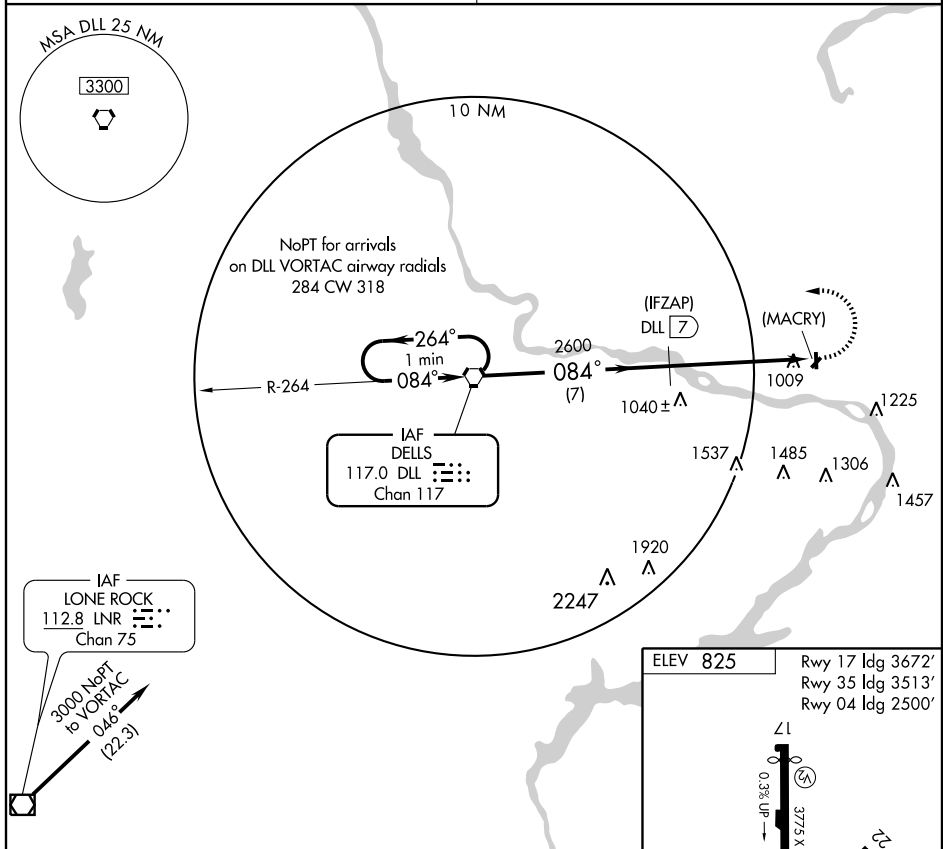 MSA DLL 25 NM
3300
10 NM
NoPT for arrivals
on DLL VORTAC airway radials
284 CW 318
(IFZAP)
DLL 7
(MACRY)
264°
1 min
084°
R-264
2600
084°
(7)
1009
1040±
1225
IAF
DELLS
117.0 DLL
Chan 117
1537
1485
1306
1457
1920
2247
IAF
LONE ROCK
112.8 LNR
Chan 75
3000 NoPT
to VORTAC
046°
(22.3)
ELEV 825
Rwy 17 ldg 3672'
Rwy 35 ldg 3513'
Rwy 04 ldg 2500'
17
V2
0.3% UP
3775 X
22